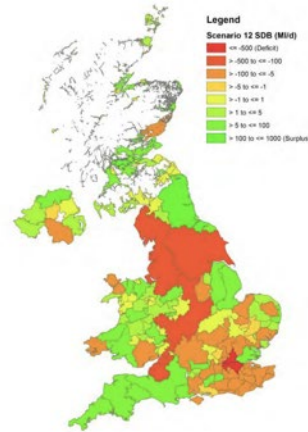 Legend
Scenario 12 SDB (Ml/d)
<= -500 (Deficit)
> -500 to <= -100
> -100 to <= -5
> -5 to <= -1
> -1 to <= 1
> 1 to <= 5
> 5 to <= 100
> 100 to <= 1000 (Surplus)